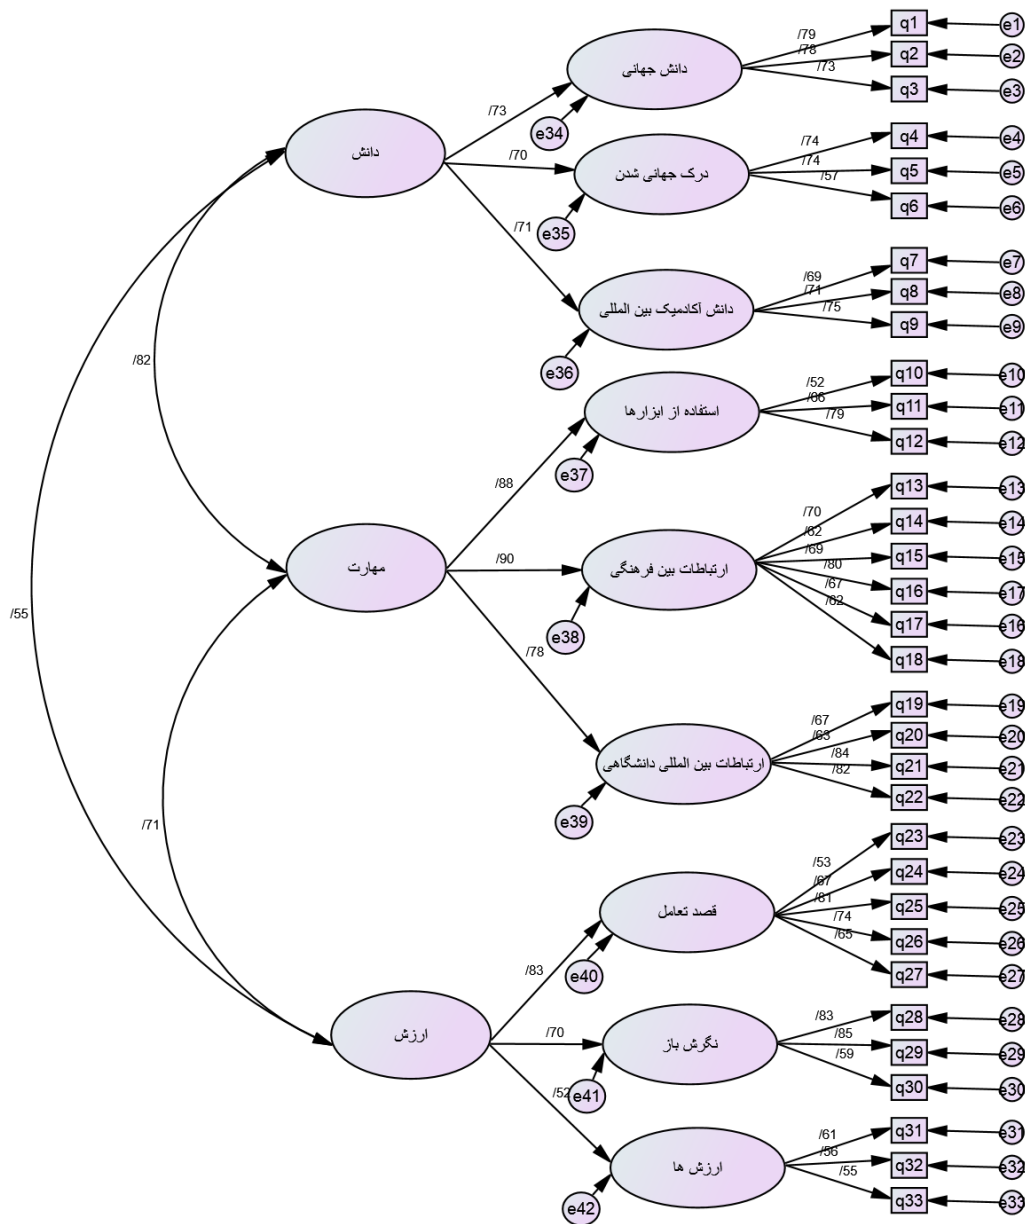 /79
q1
e1
/78
q2
e2
دانش جهانی
/73
q3
e3
/73
e34
/74
q4
e4
دانش
/70
درک جهانی شدن
/74
q5
e5
/57
q6
e6
e35
/71
/69
q7
e7
/71
q8
e8
دانش آکادمیک بین المللی
/75
q9
e9
/82
e36
/52
q10
e10
استفاده از ابزارها
/66
q11
e11
/79
q12
e12
e37
/88
/70
q13
e13
/62
q14
e14
/69
q15
e15
مهارت
/90
ارتباطات بین فرهنگی
/80
q16
e17
/67
q17
e16
/62
q18
e18
/55
e38
/78
/67
q19
e19
/63
q20
e20
ارتباطات بین المللی دانشگاهی
/84
q21
e21
/82
q22
e22
/71
e39
/53
q23
e23
/67
q24
e24
قصد تعامل
/81
q25
e25
/74
q26
e26
/65
q27
e27
/83
e40
/83
q28
e28
ارزش
/70
نگرش باز
/85
q29
e29
/59
q30
e30
/52
e41
/61
q31
e31
ارزش ها
/56
q32
e32
/55
q33
e33
e42